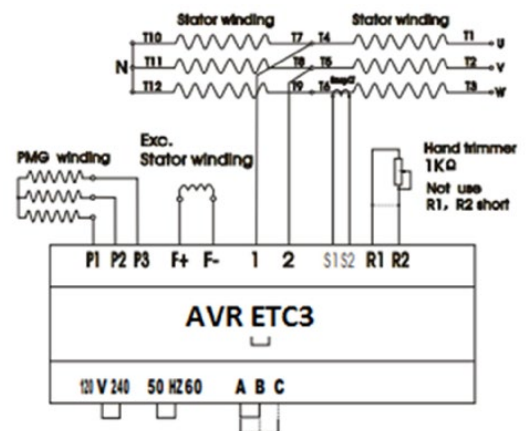 Stator winding Stator winding
T10 T7 T4 T1 U
N T11 T8 T5 T2 V
T12 T9 T6 T3 W
Exc.
Stator winding
PMG winding
Hand trimmer
1KΩ
Not use
R1, R2 short
P1 P2 P3 F+ F- 1 2 S1 S2 R1 R2
AVR ETC3
120 V 240 50 HZ 60 A B C